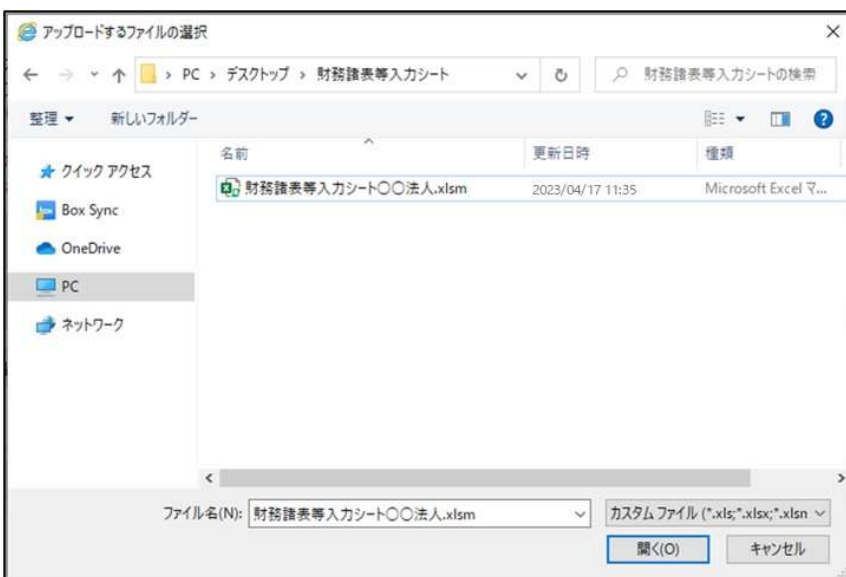 アップロードするファイルの選択
PC > デスクトップ > 財務諸表等入力シート
財務諸表等入力シートの検索
整理 新しいフォルダー
名前 更新日時 種類
財務諸表等入力シート〇〇法人.xlsm 2023/04/17 11:35 Microsoft Excel マ...
クイック アクセス
Box Sync
OneDrive
PC
ネットワーク
ファイル名(N): 財務諸表等入力シート〇〇法人.xlsm カスタム ファイル (*.xls;*.xlsx;*.xlsn
開く(O) キャンセル